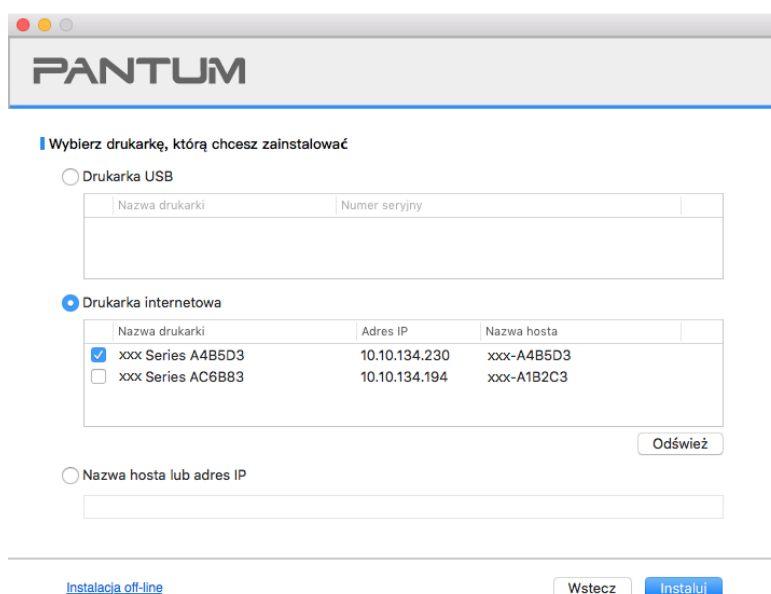 PANTUM
Wybierz drukarkę, którą chcesz zainstalować
Drukarka USB
Nazwa drukarki Numer seryjny
Drukarka internetowa
Nazwa drukarki Adres IP Nazwa hosta
xxx Series A4B5D3 10.10.134.230 xxx-A4B5D3
xxx Series AC6B83 10.10.134.194 xxx-A1B2C3
Odśwież
Nazwa hosta lub adres IP
Instalacja off-line Wstecz Instaluj